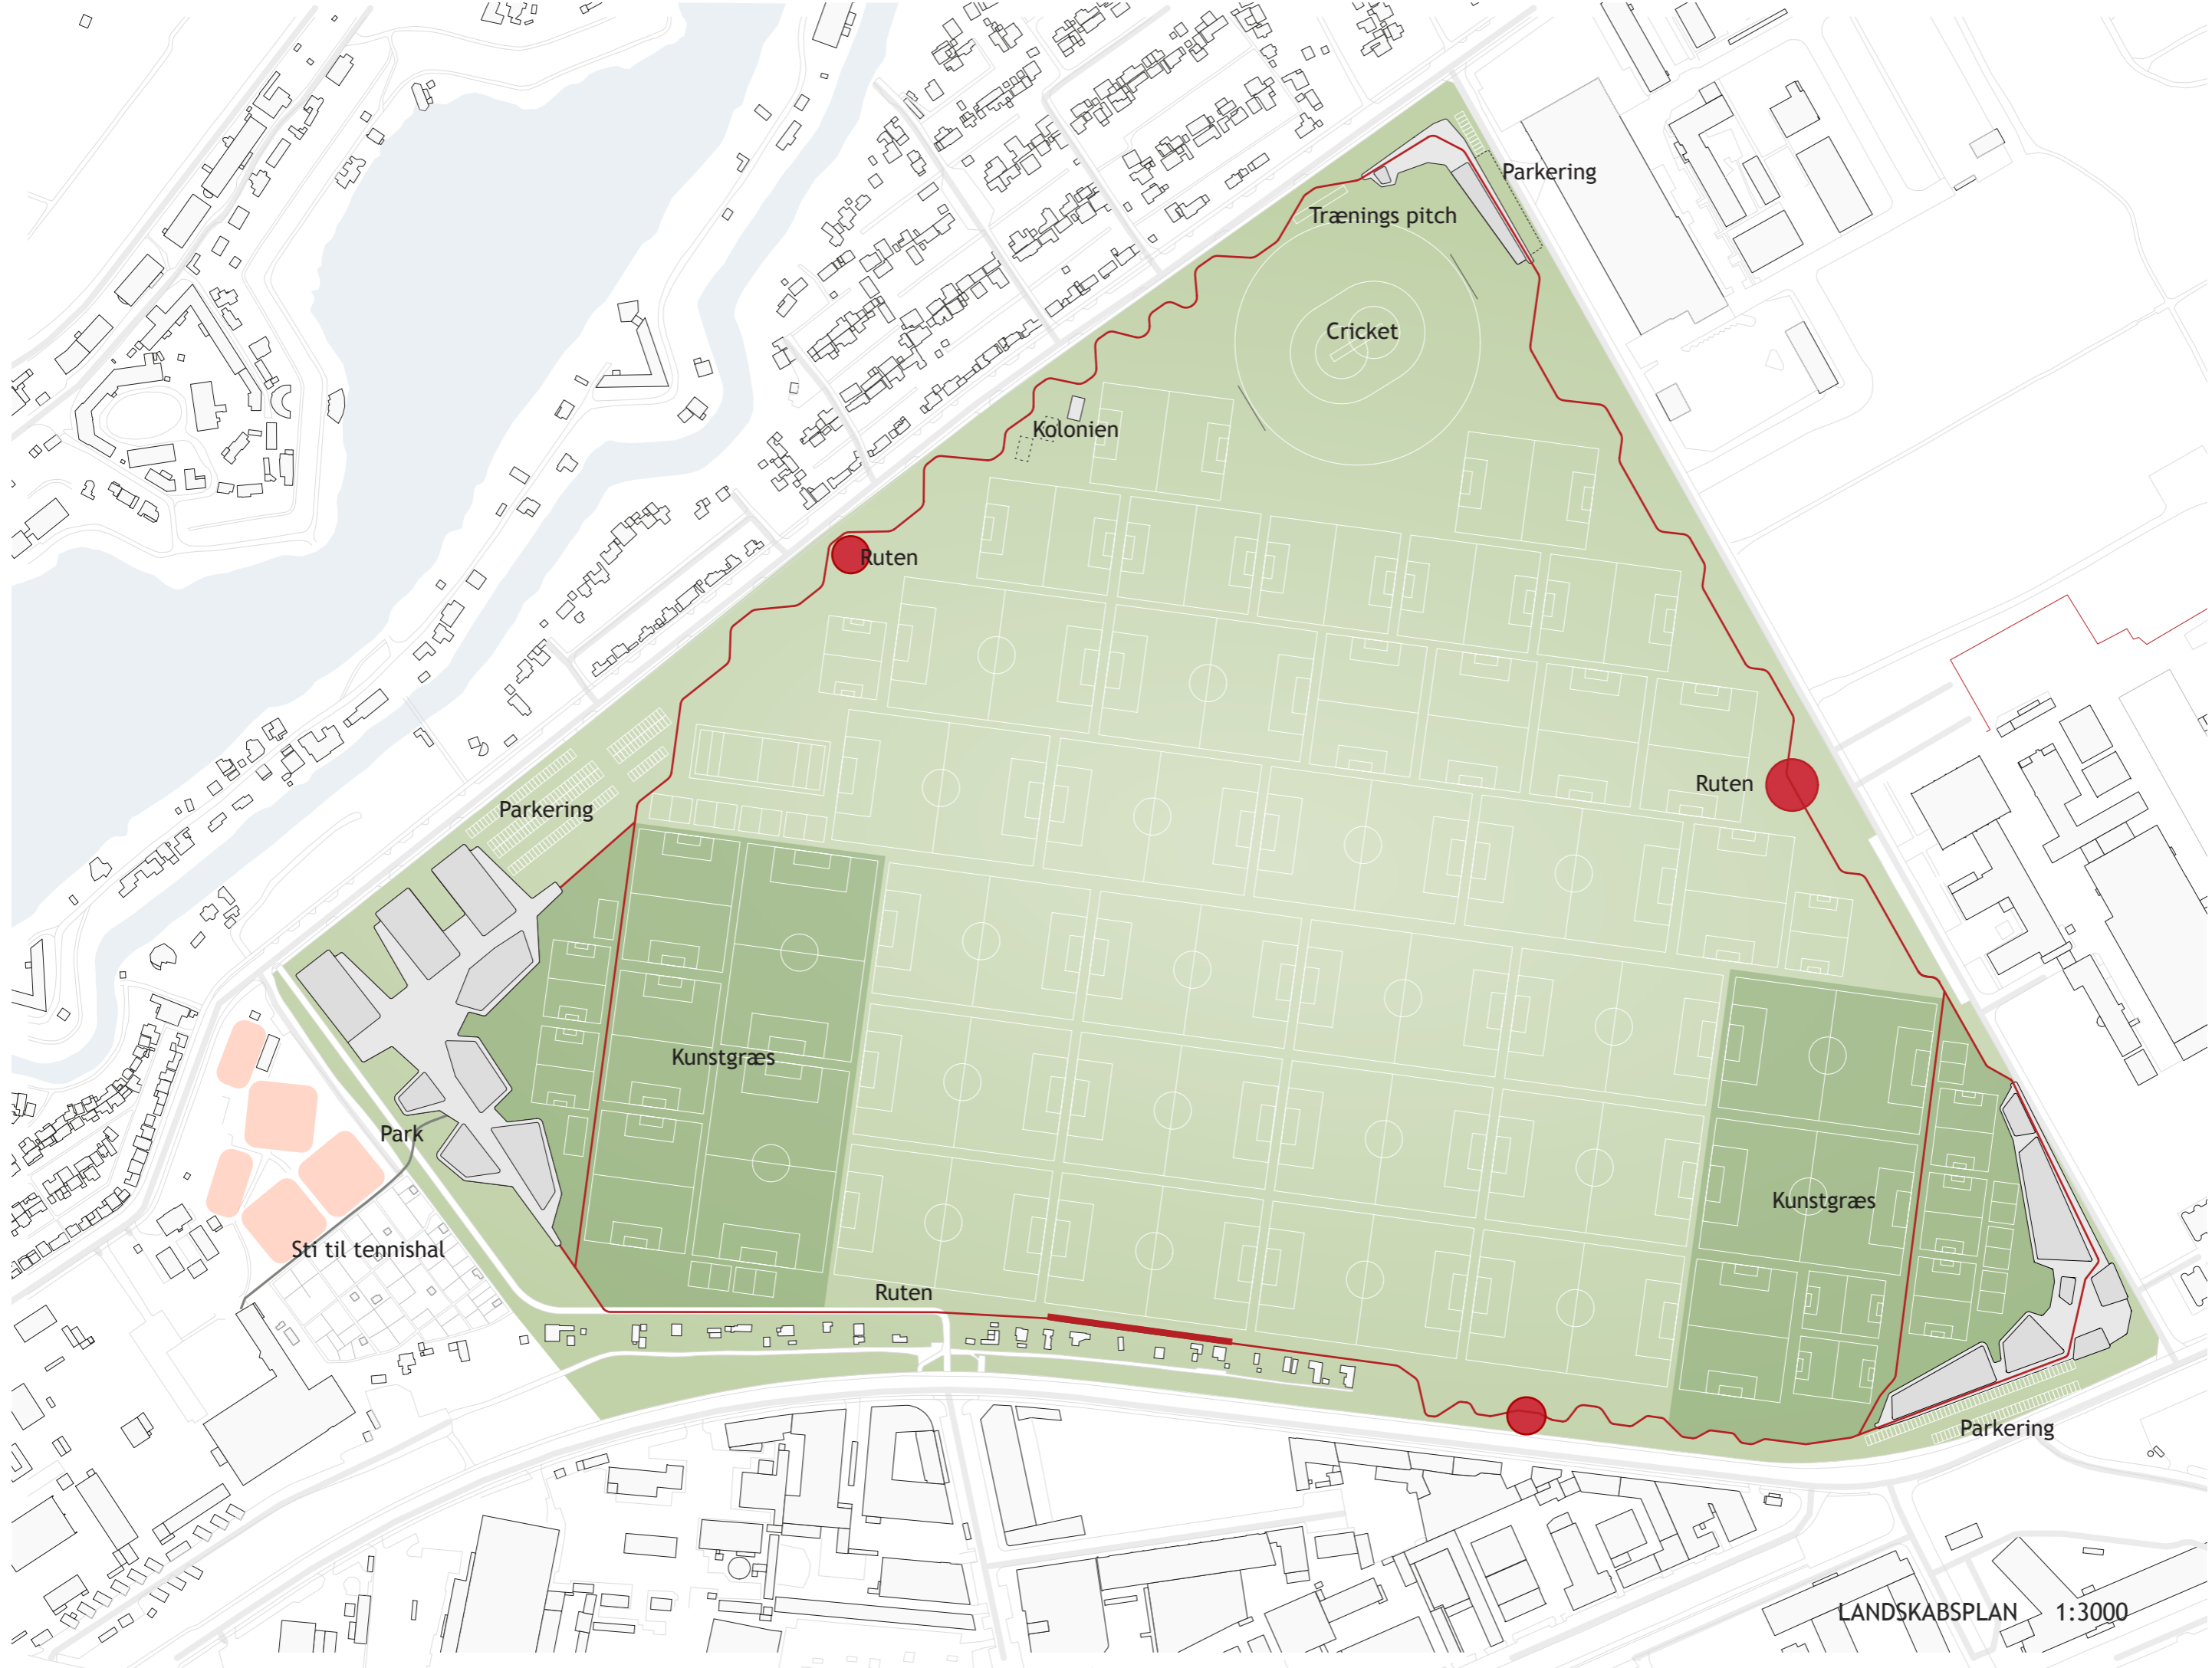 Parkering
Trænings pitch
Cricket
Kolonien
Ruten
Ruten
Parkering
Kunstgræs
Park
Kunstgræs
Sti til tennishal
Ruten
Parkering
LANDSKABSPLAN 1:3000